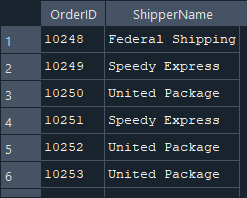 OrderID ShipperName
1 10248 Federal Shipping
2 10249 Speedy Express
3 10250 United Package
4 10251 Speedy Express
5 10252 United Package
6 10253 United Package